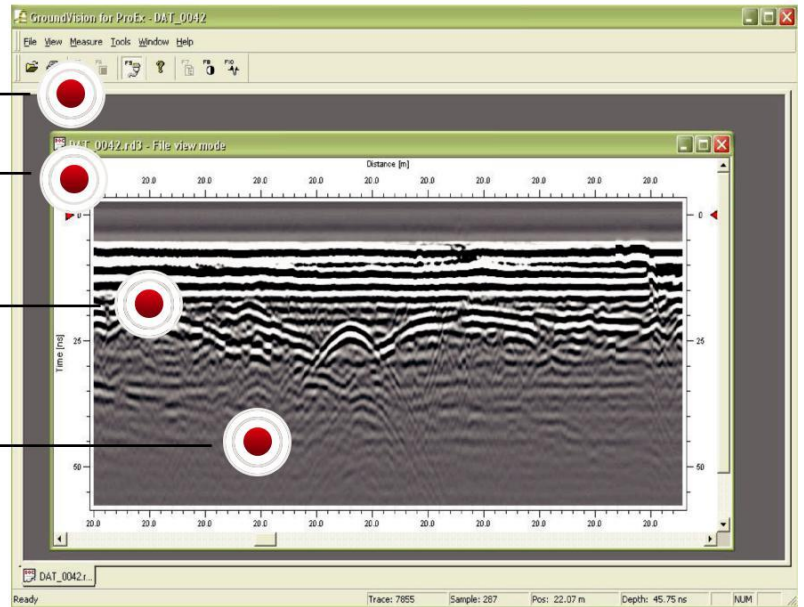 GroundVision for ProEx - DAT_0042
File View Measure Tools Window Help
F5 F7 F8 F10
DAT_0042.rd3 - File view mode
Distance [m]
20.0 20.0 20.0 20.0 20.0 20.0 20.0 20.0 20.0
0 0
25 25
Time [ns]
50 50
20.0 20.0 20.0 20.0 20.0 20.0 20.0 20.0 20.0 20.0 20.0
DAT_0042.r...
Ready Trace: 7855 Sample: 287 Pos: 22.07 m Depth: 45.75 ns NUM